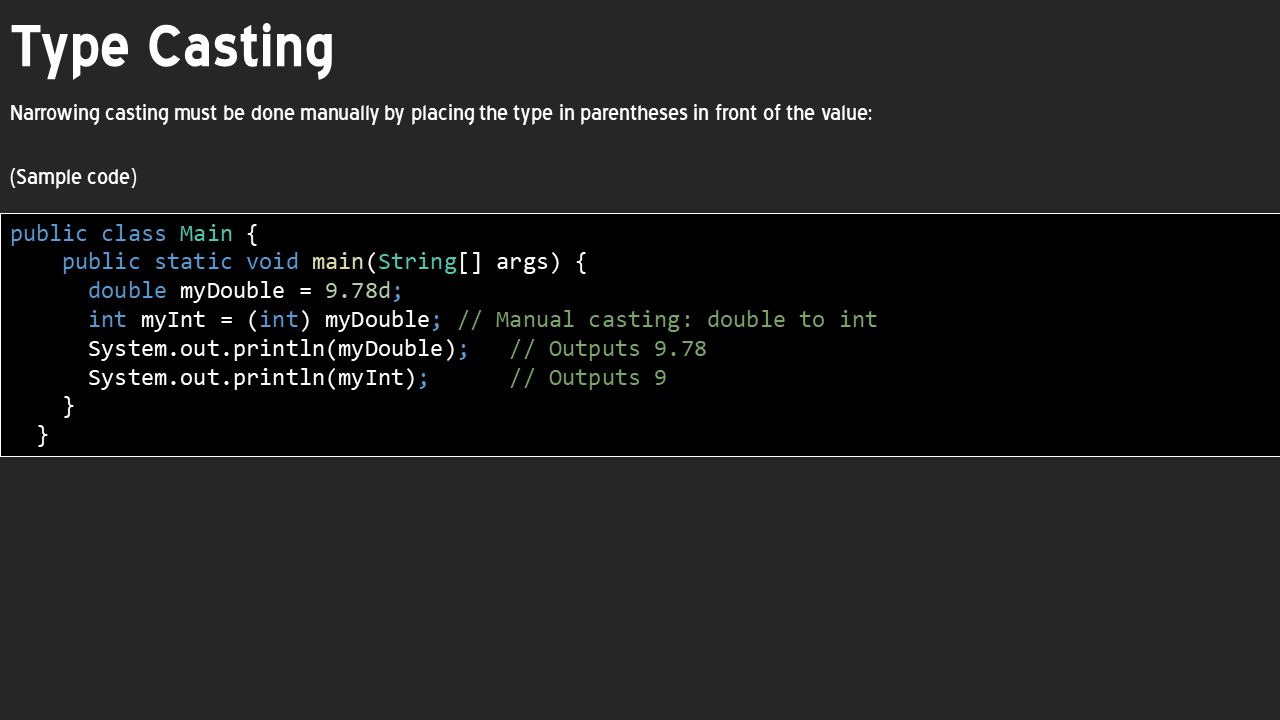 Type Casting
Narrowing casting must be done manually by placing the type in parentheses in front of the value:
(Sample code)
public class Main {
    public static void main(String[] args) {
      double myDouble = 9.78d;
      int myInt = (int) myDouble; // Manual casting: double to int
      System.out.println(myDouble);   // Outputs 9.78
      System.out.println(myInt);      // Outputs 9
    }
  }